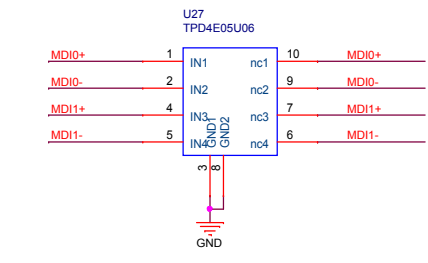 U27
TPD4E05U06
MDI0+ 1 IN1 nc1 10 MDI0+
MDI0- 2 IN2 nc2 9 MDI0-
MDI1+ 4 IN3 nc3 7 MDI1+
MDI1- 5 IN4 nc4 6 MDI1-
GND1
GND2
3 8
GND